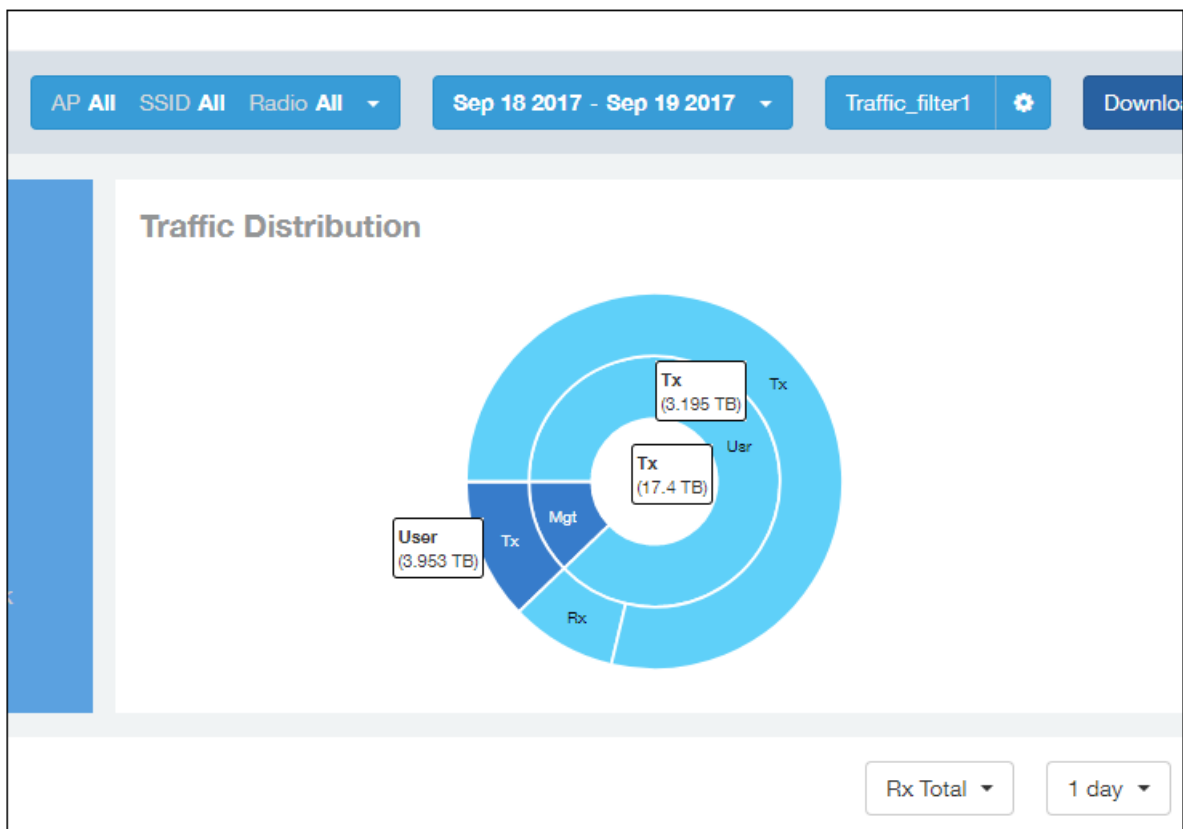 AP All SSID All Radio All
Sep 18 2017 - Sep 19 2017
Traffic_filter1
Traffic Distribution
Tx
(3.195 TB)
Tx
Usr
Tx
(17.4 TB)
Mgt
User
(3.953 TB)
Tx
Rx
Rx Total
1 day